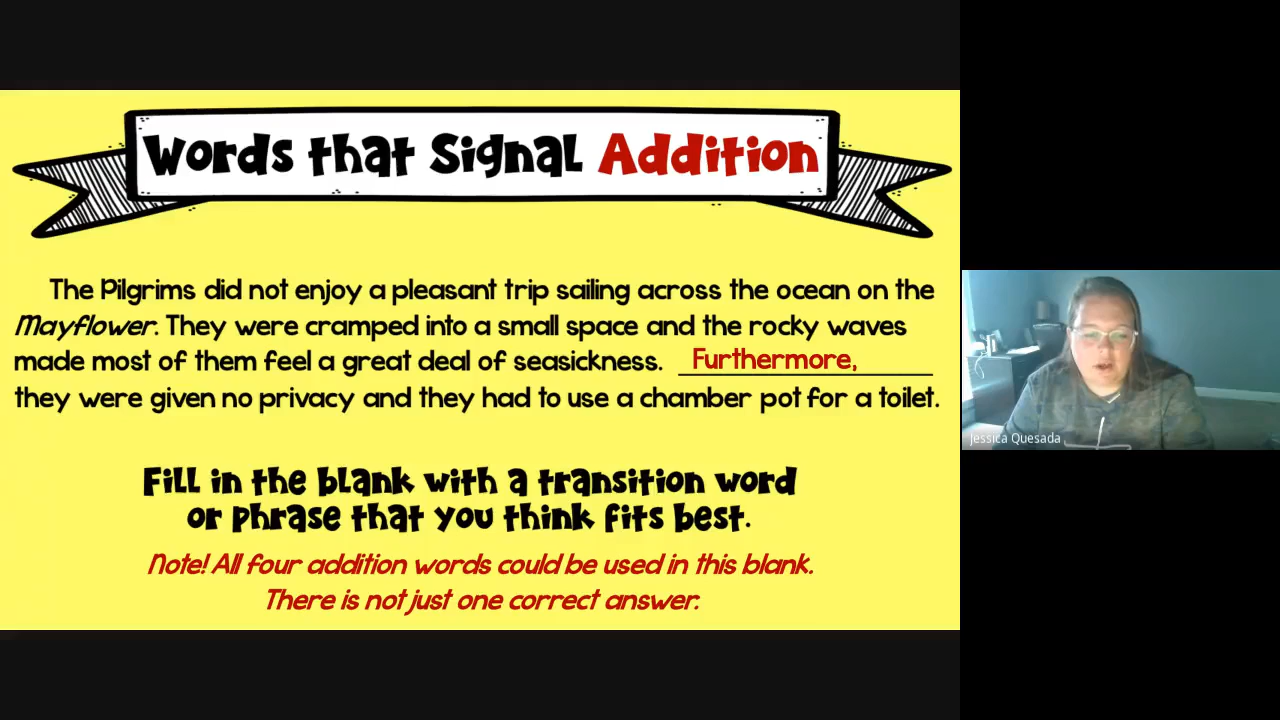 Words that Signal Addition
The Pilgrims did not enjoy a pleasant trip sailing across the ocean on the
Mayflower. They were cramped into a small space and the rocky waves
made most of them feel a great deal of seasickness. Furthermore,
they were given no privacy and they had to use a chamber pot for a toilet.
Fill in the blank with a transition word
or phrase that you think fits best.
Note! All four addition words could be used in this blank.
There is not just one correct answer.
Jessica Quesada